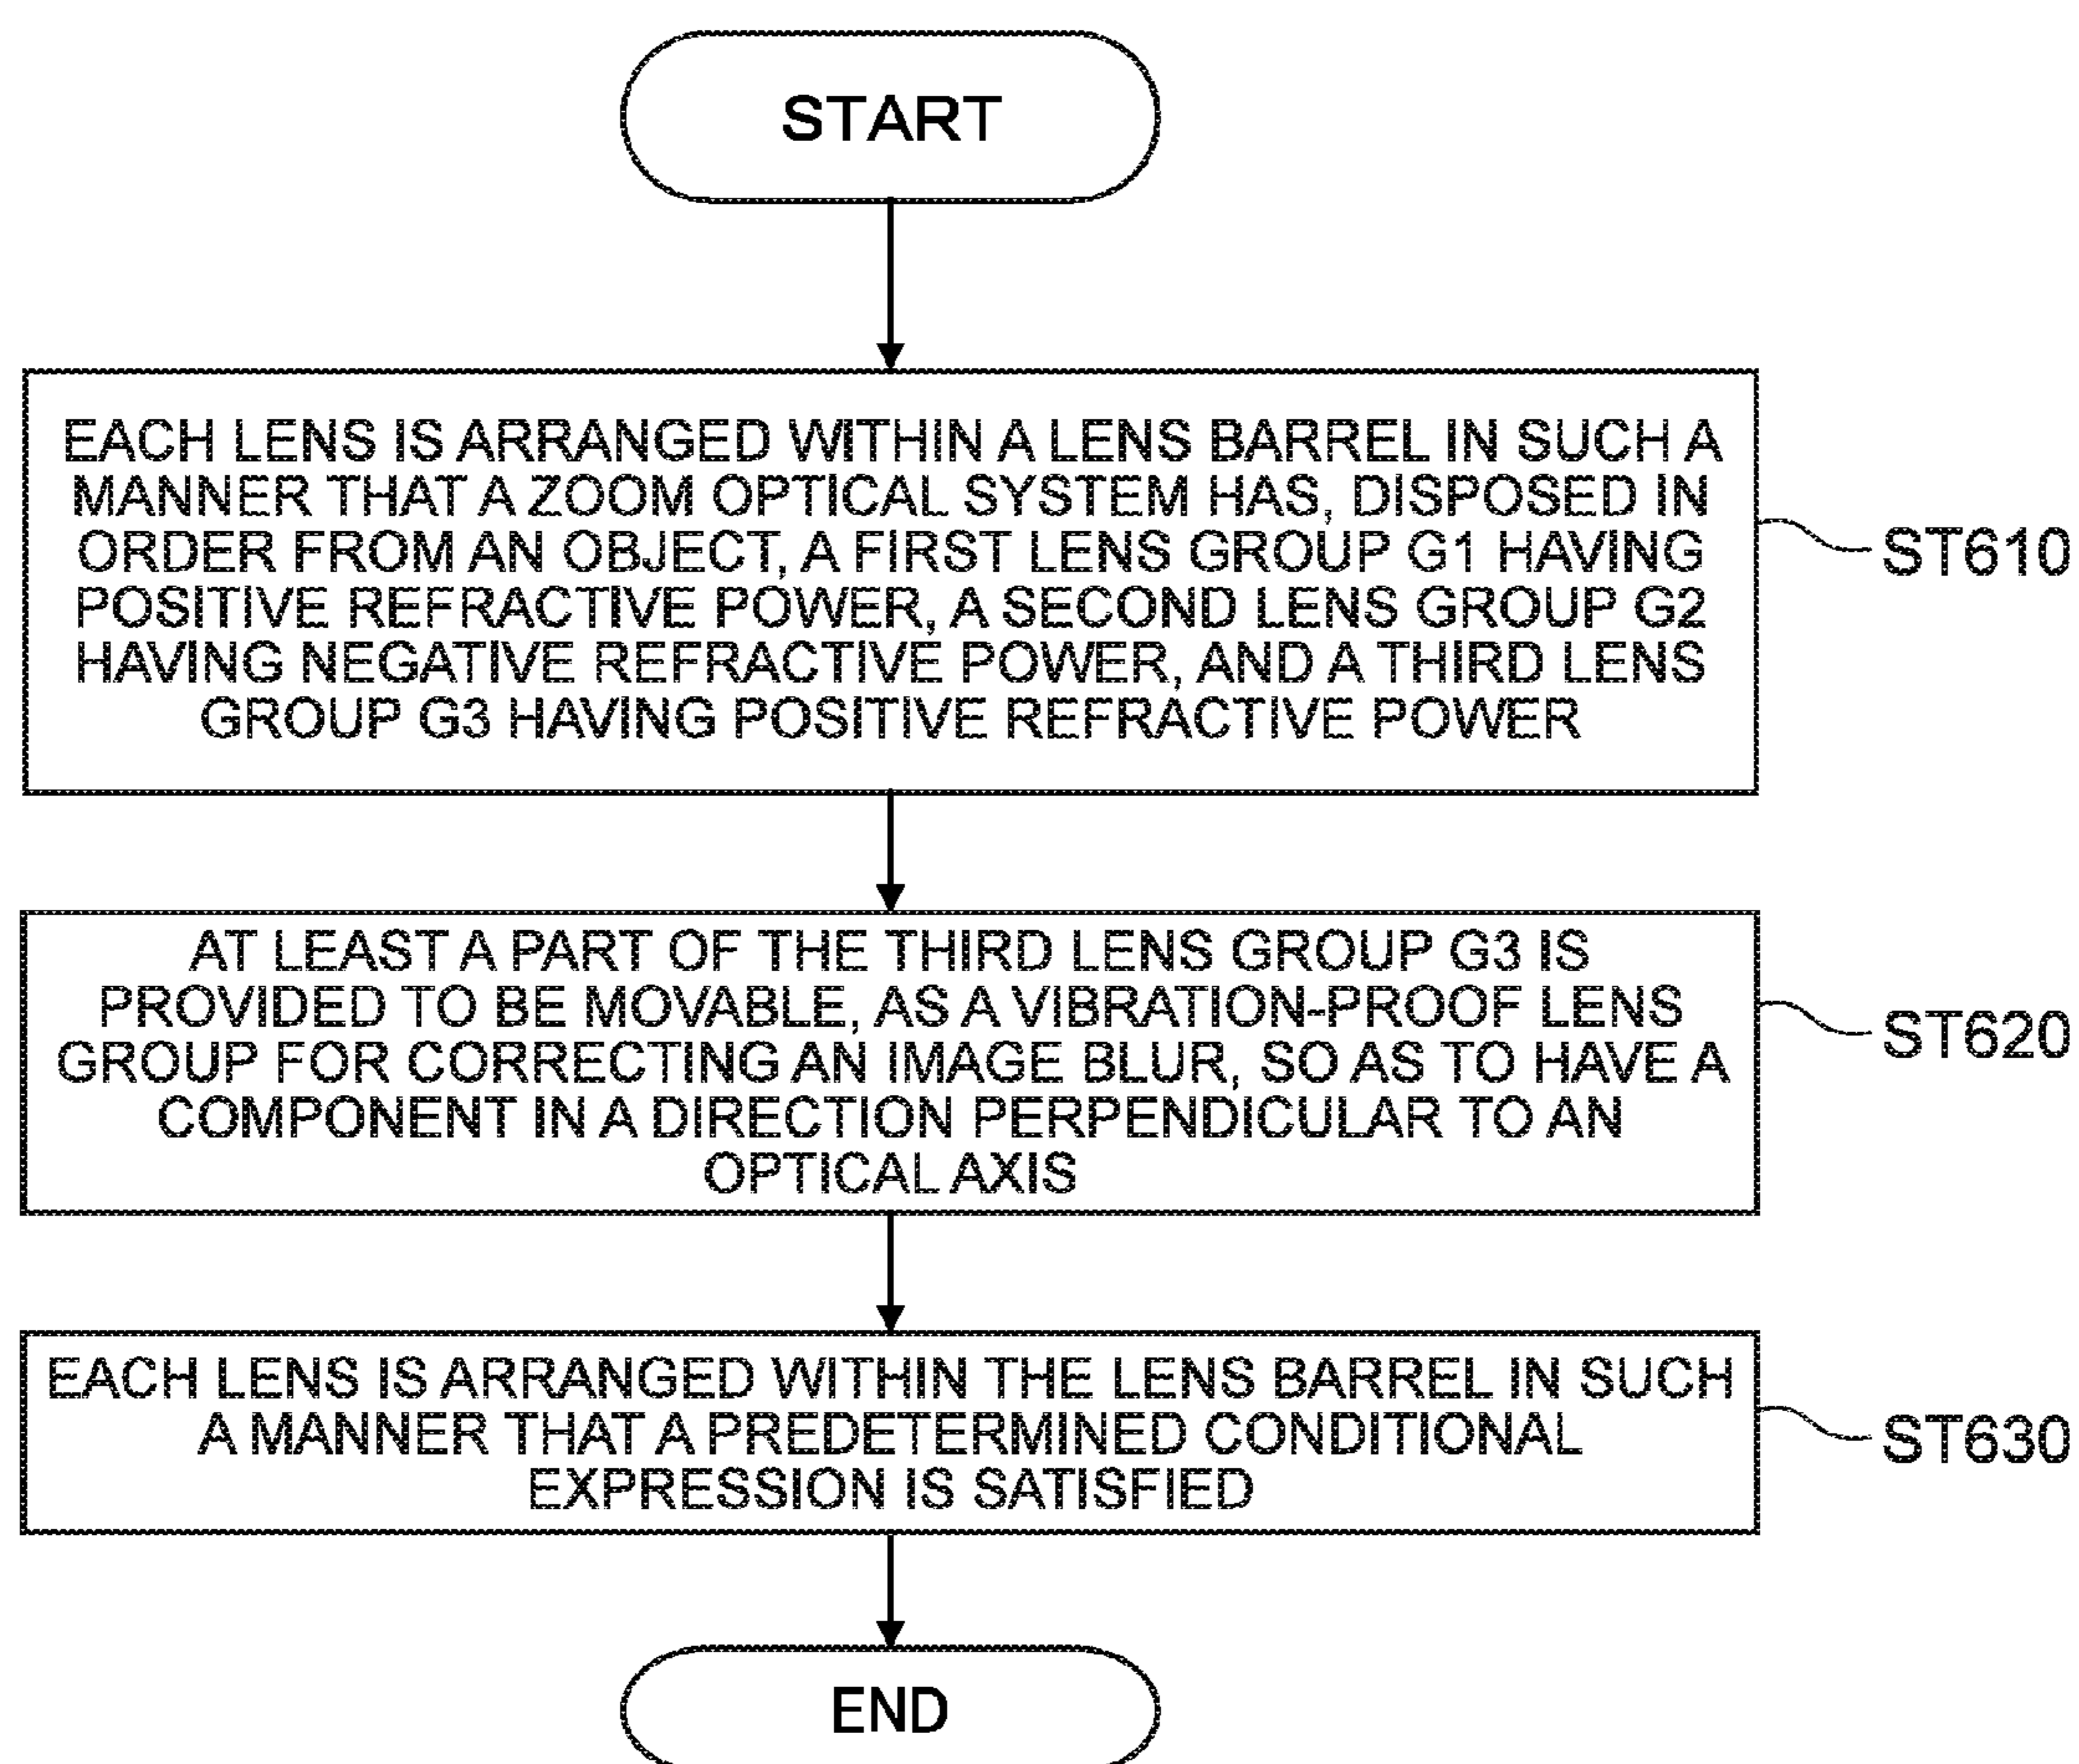 START
EACH LENS IS ARRANGED WITHIN A LENS BARREL IN SUCH A
MANNER THAT A ZOOM OPTICAL SYSTEM HAS, DISPOSED IN
ORDER FROM AN OBJECT, A FIRST LENS GROUP G1 HAVING
POSITIVE REFRACTIVE POWER, A SECOND LENS GROUP G2
HAVING NEGATIVE REFRACTIVE POWER, AND A THIRD LENS
GROUP G3 HAVING POSITIVE REFRACTIVE POWER
ST610
AT LEAST A PART OF THE THIRD LENS GROUP G3 IS
PROVIDED TO BE MOVABLE, AS A VIBRATION-PROOF LENS
GROUP FOR CORRECTING AN IMAGE BLUR, SO AS TO HAVE A
COMPONENT IN A DIRECTION PERPENDICULAR TO AN
OPTICAL AXIS
ST620
EACH LENS IS ARRANGED WITHIN THE LENS BARREL IN SUCH
A MANNER THAT A PREDETERMINED CONDITIONAL
EXPRESSION IS SATISFIED
ST630
END